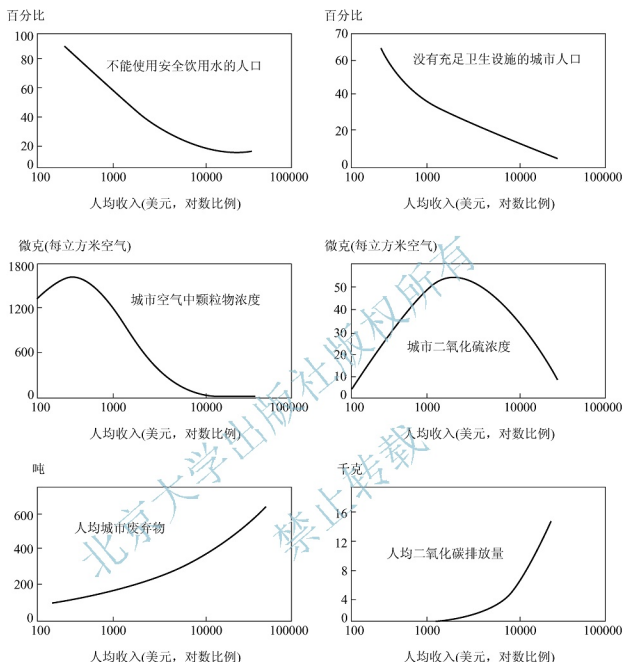 百分比
100
80
60
40
20
0
不能使用安全饮用水的人口
100 1000 10000 100000
人均收入(美元，对数比例)
百分比
70
60
40
20
0
没有充足卫生设施的城市人口
100 1000 10000 100000
人均收入(美元，对数比例)
微克(每立方米空气)
1800
1200
600
0
城市空气中颗粒物浓度
100 1000 10000 100000
人均收入(美元，对数比例)
微克(每立方米空气)
50
40
30
20
10
0
城市二氧化硫浓度
100 1000 10000 100000
人均收入(美元，对数比例)
吨
600
400
200
0
人均城市废弃物
100 1000 10000 100000
人均收入(美元，对数比例)
千克
16
12
8
4
0
人均二氧化碳排放量
100 1000 10000 100000
人均收入(美元，对数比例)
北京大学出版社版权所有
禁止转载